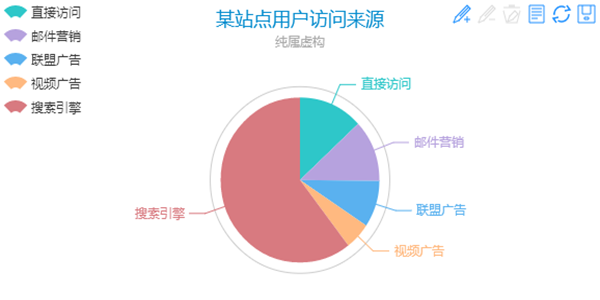 直接访问
邮件营销
联盟广告
视频广告
搜索引擎
某站点用户访问来源
纯属虚构
直接访问
邮件营销
联盟广告
视频广告
搜索引擎